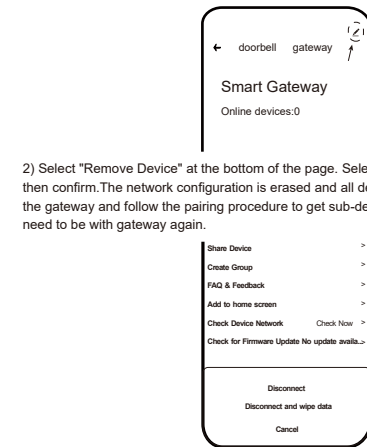 ← doorbell gateway
Smart Gateway
Online devices:0
2) Select "Remove Device" at the bottom of the page. Sele
then confirm.The network configuration is erased and all de
the gateway and follow the pairing procedure to get sub-de
need to be with gateway again.
Share Device >
Create Group >
FAQ & Feedback >
Add to home screen >
Check Device Network Check Now >
Check for Firmware Update No update availa..>
Disconnect
Disconnect and wipe data
Cancel